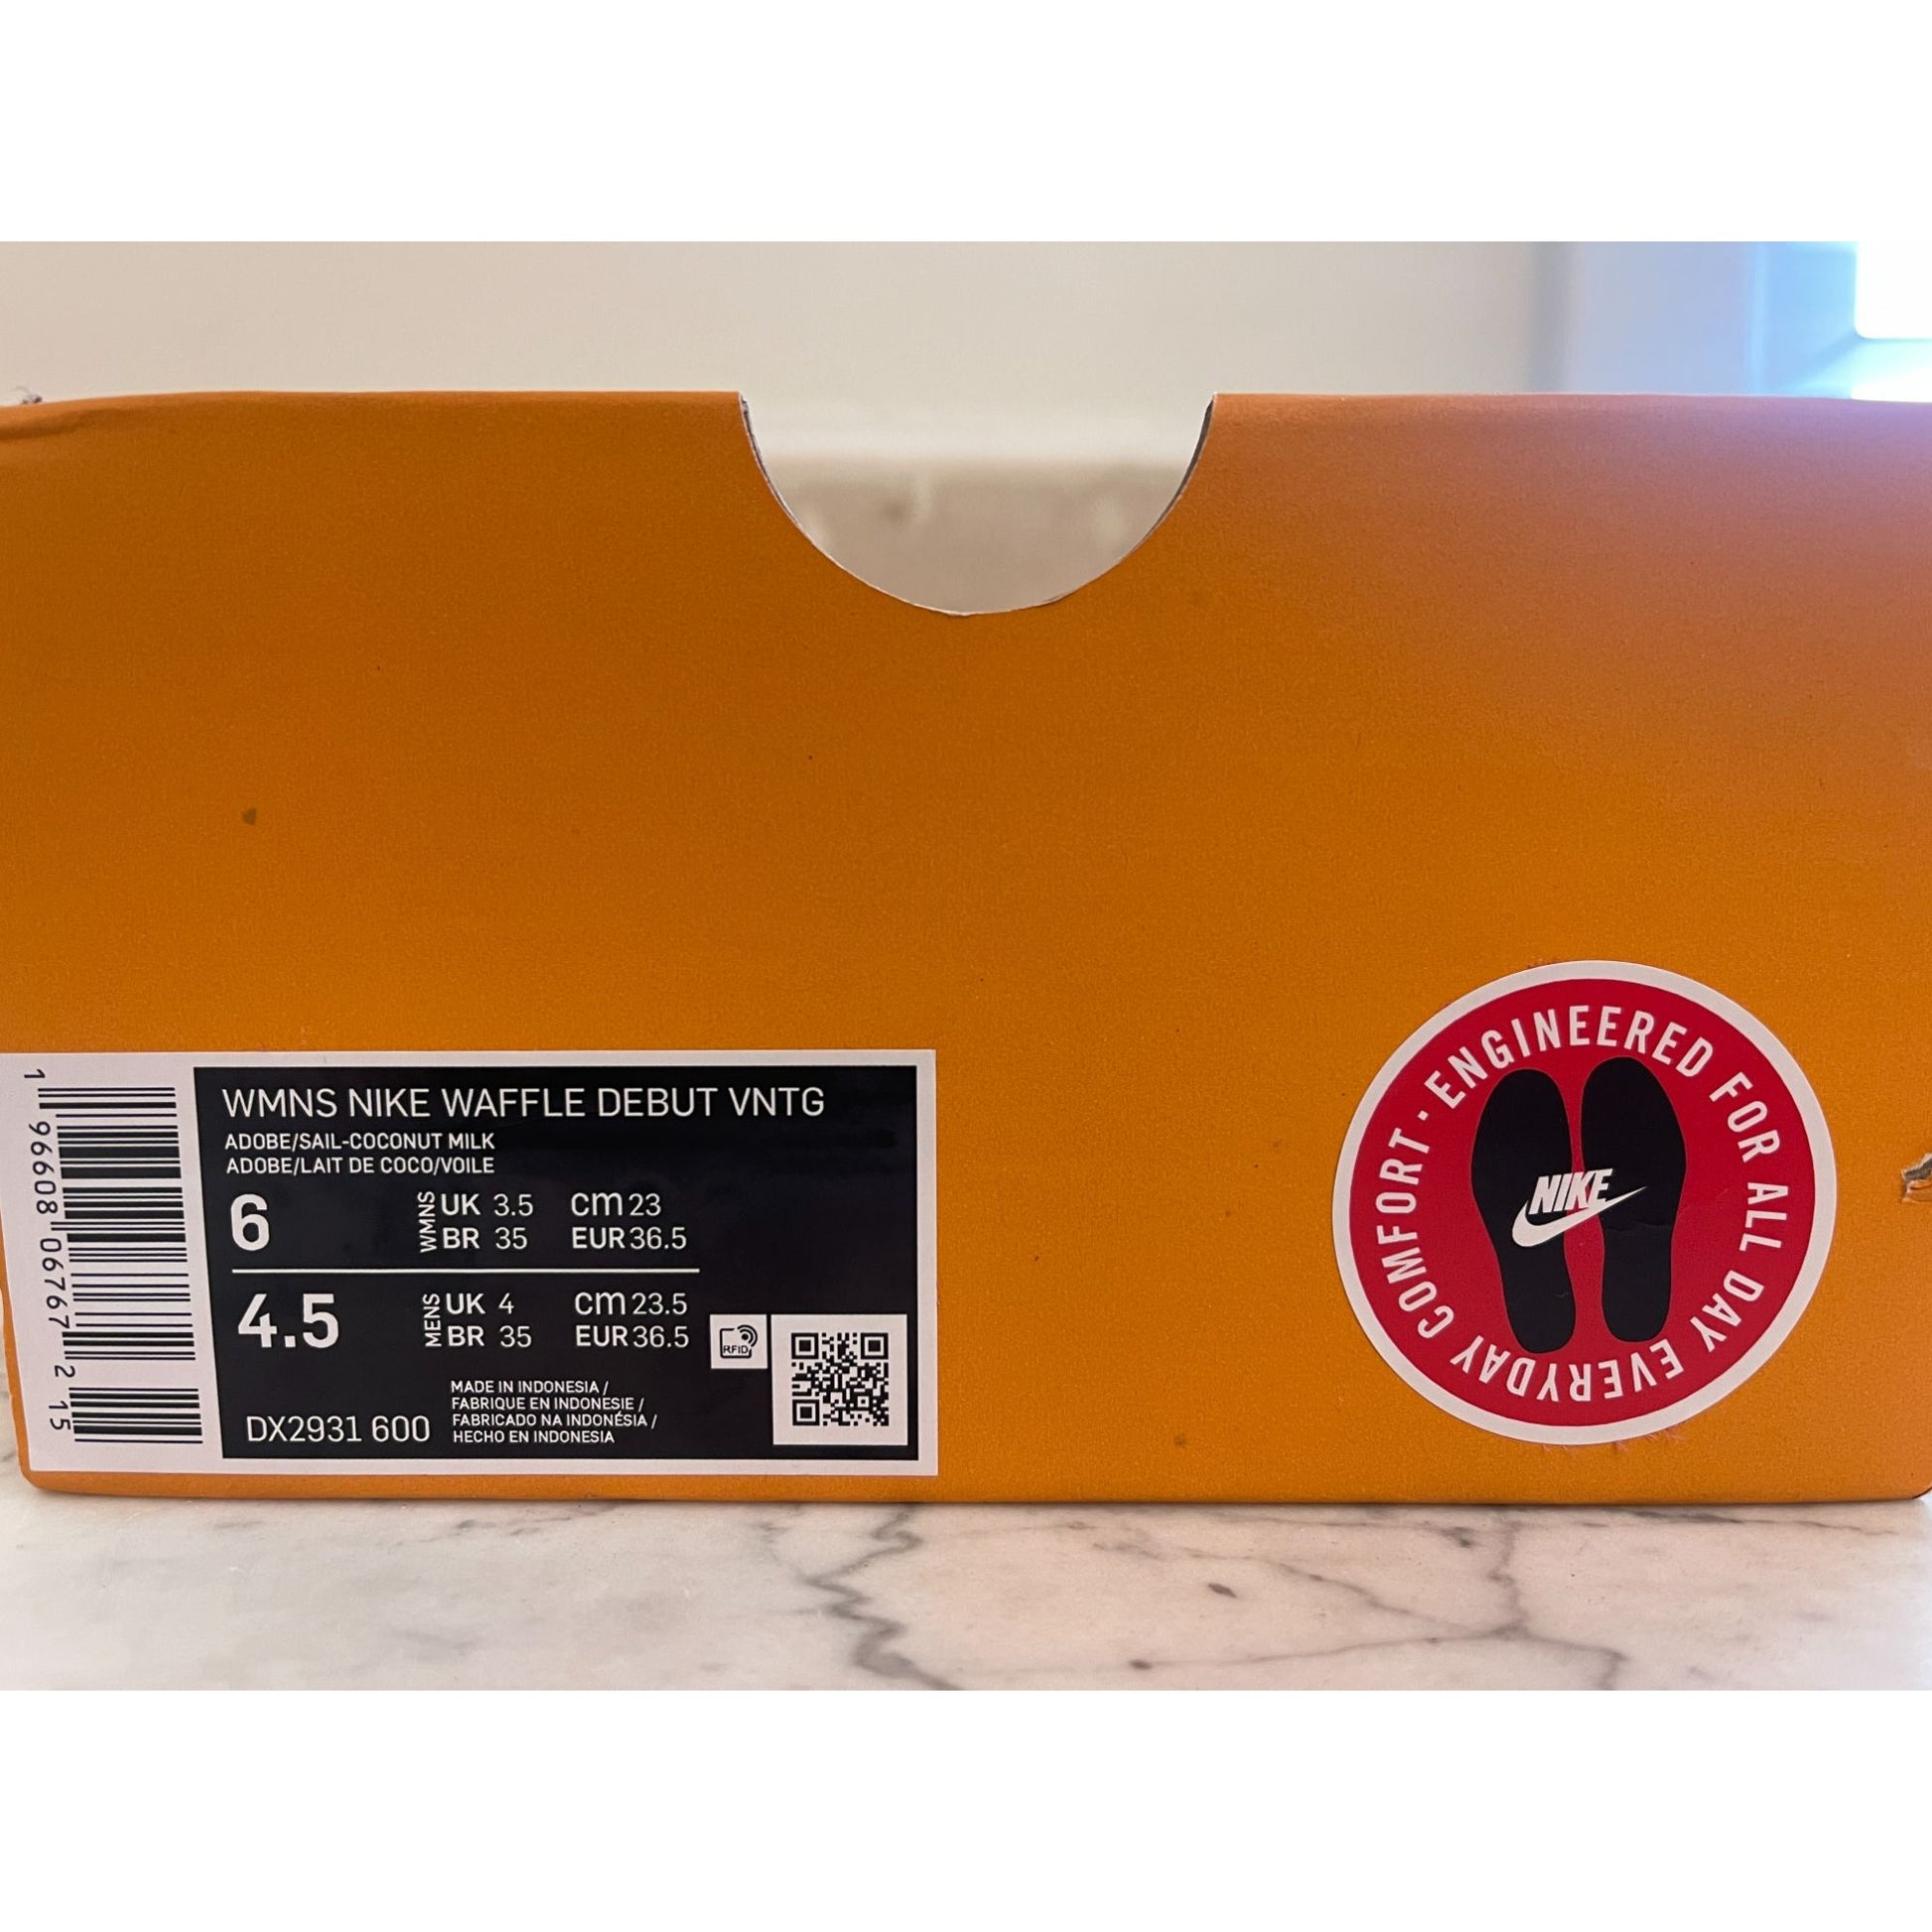 WMNS NIKE WAFFLE DEBUT VNTG
ADOBE/SAIL-COCONUT MILK
ADOBE/LAIT DE COCO/VOILE
6 WMNS UK 3.5 CM 23
BR 35 EUR 36.5
4.5 MENS UK 4 CM 23.5
BR 35 EUR 36.5
RFID
MADE IN INDONESIA /
FABRIQUE EN INDONESIE /
FABRICADO NA INDONÉSIA /
HECHO EN INDONESIA
DX2931 600
1 96608 06767 2 15
ENGINEERED FOR ALL DAY EVERYDAY COMFORT ·
NIKE